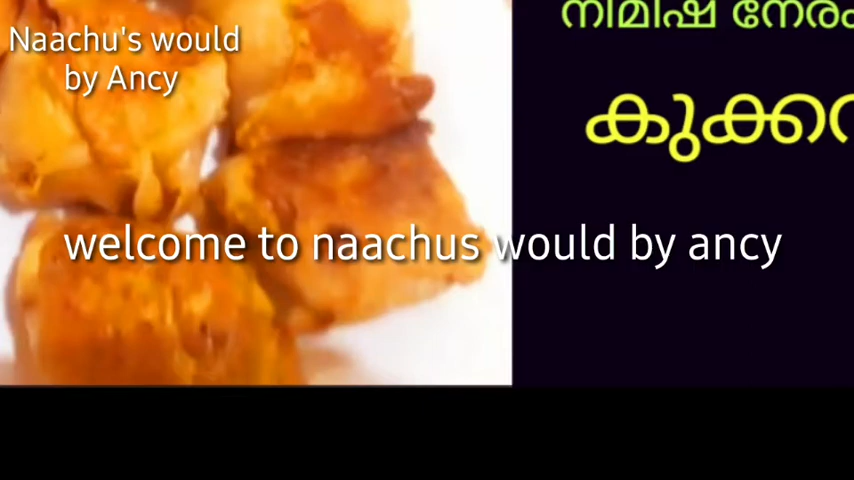 Naachu's would
by Ancy
നിമിഷ
welcome to naachus would by ancy